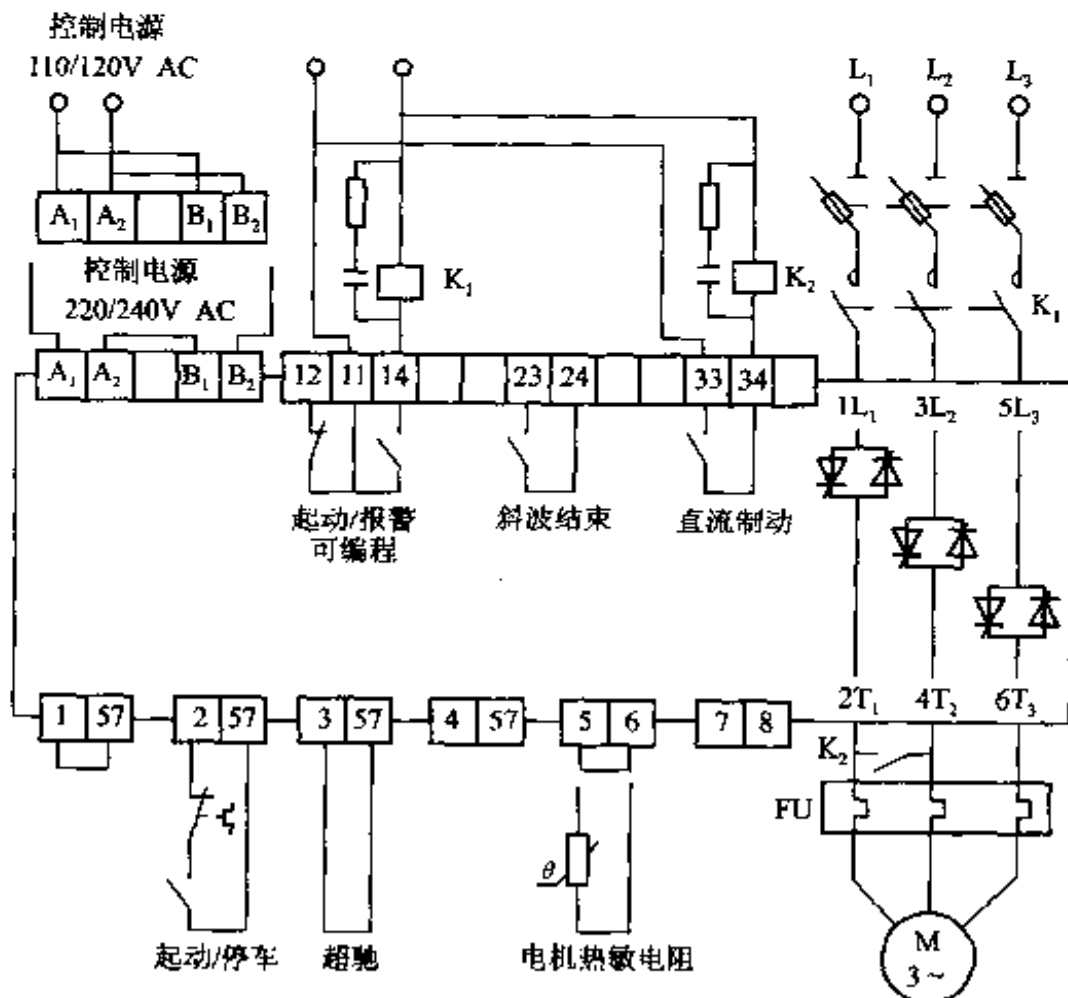 控制电源
110/120V AC
L₁ L₂ L₃
A₁ A₂ B₁ B₂
控制电源
220/240V AC
K₁
K₂
K₁
A₁ A₂ B₁ B₂
12 11 14 23 24 33 34
1L₁ 3L₂ 5L₃
起动/报警
可编程
斜波结束
直流制动
1 57
2 57
3 57
4 57
5 6
7 8
2T₁ 4T₂ 6T₃
K₂
FU
θ
起动/停车
超驰
电机热敏电阻
M
3~